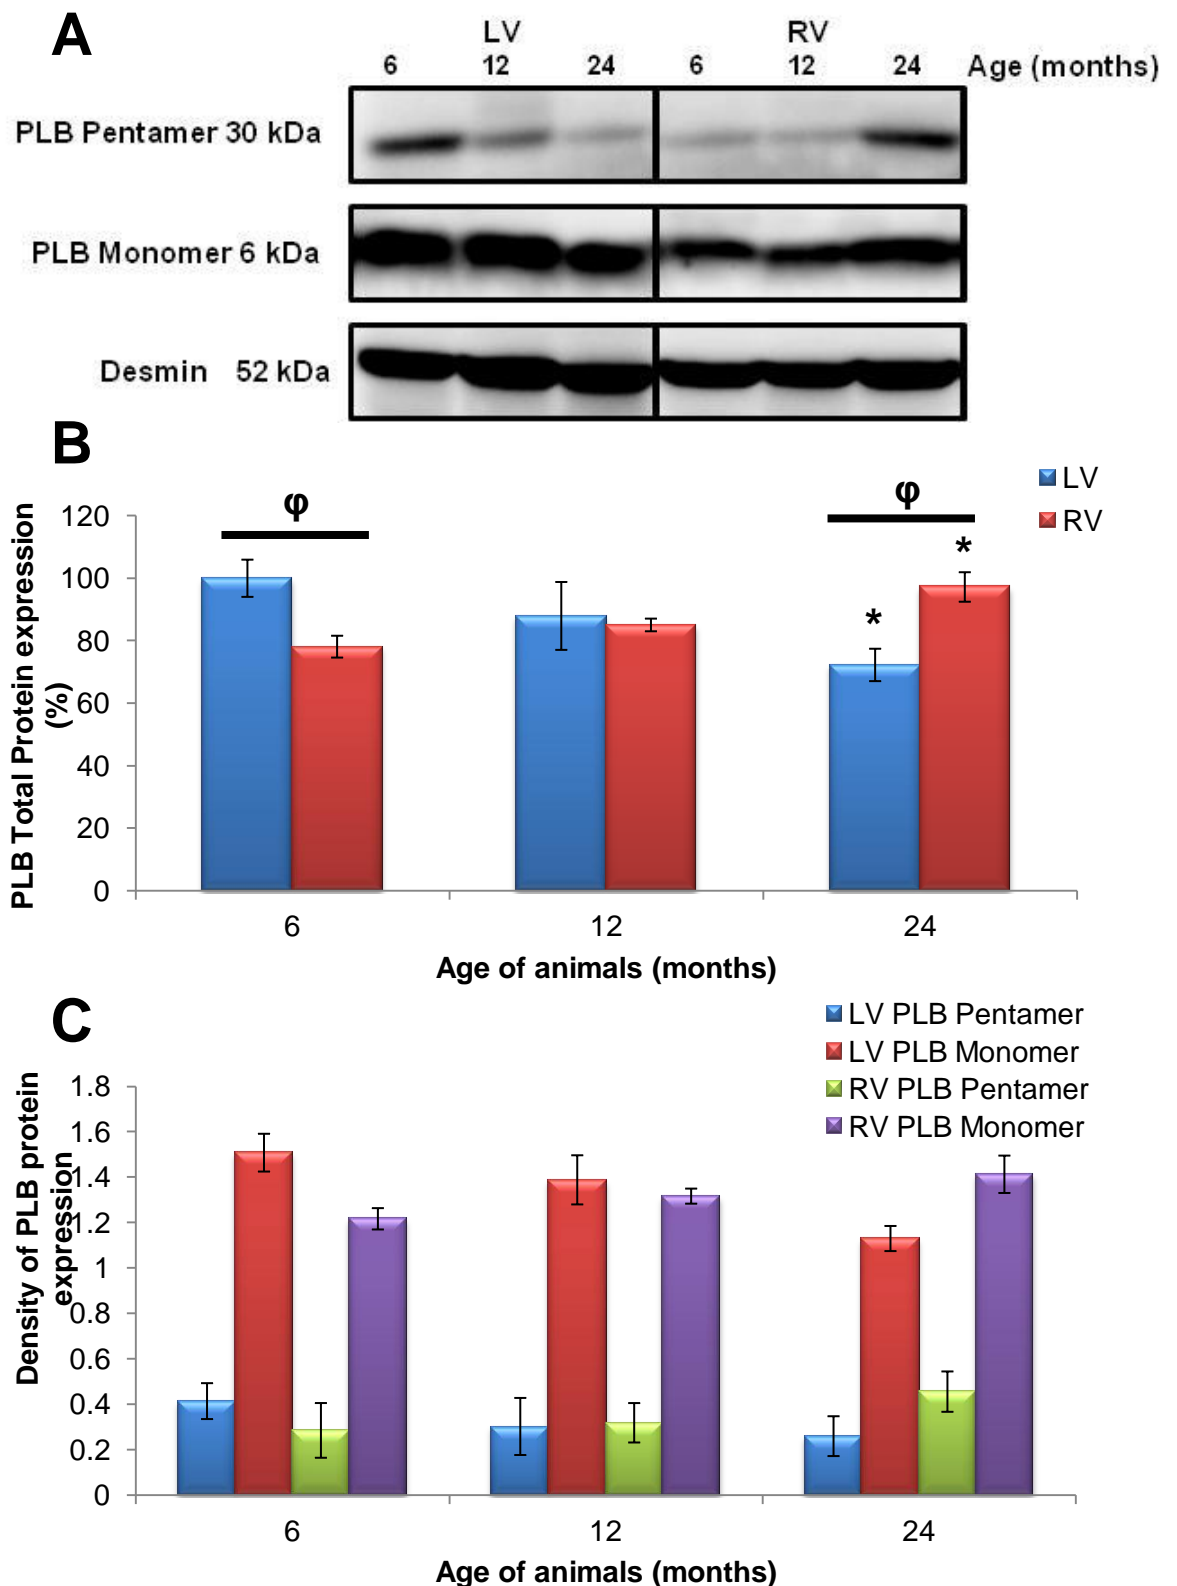 A
LV RV
6 12 24 6 12 24 Age (months)
PLB Pentamer 30 kDa
PLB Monomer 6 kDa
Desmin 52 kDa
B
LV
RV
φ φ
* *
PLB Total Protein expression
(%)
120
100
80
60
40
20
0
6 12 24
Age of animals (months)
C
LV PLB Pentamer
LV PLB Monomer
RV PLB Pentamer
RV PLB Monomer
Density of PLB protein
expression
1.8
1.6
1.4
1.2
1
0.8
0.6
0.4
0.2
0
6 12 24
Age of animals (months)